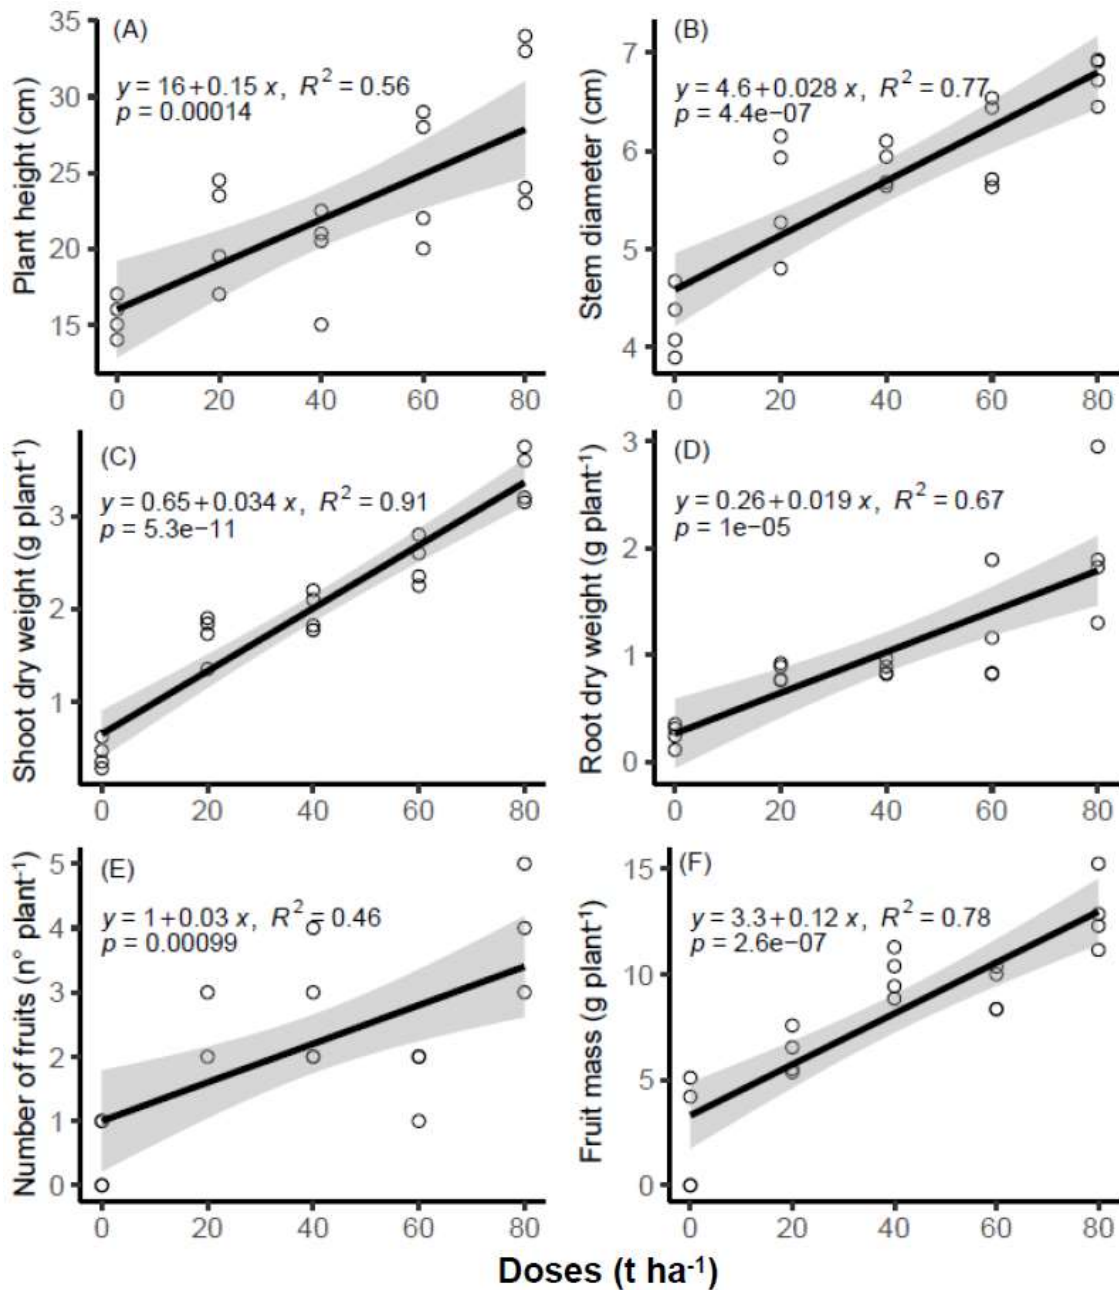 (A)
y = 16+0.15 x, R² = 0.56
p = 0.00014
Plant height (cm)
35
30
25
20
15
0 20 40 60 80
(B)
y = 4.6+0.028 x, R² = 0.77
p = 4.4e−07
Stem diameter (cm)
7
6
5
4
0 20 40 60 80
(C)
y = 0.65+0.034 x, R² = 0.91
p = 5.3e−11
Shoot dry weight (g plant⁻¹)
3
2
1
0 20 40 60 80
(D)
y = 0.26+0.019 x, R² = 0.67
p = 1e−05
Root dry weight (g plant⁻¹)
3
2
1
0
0 20 40 60 80
(E)
y = 1+0.03 x, R² = 0.46
p = 0.00099
Number of fruits (n° plant⁻¹)
5
4
3
2
1
0
0 20 40 60 80
(F)
y = 3.3+0.12 x, R² = 0.78
p = 2.6e−07
Fruit mass (g plant⁻¹)
15
10
5
0
0 20 40 60 80
Doses (t ha⁻¹)